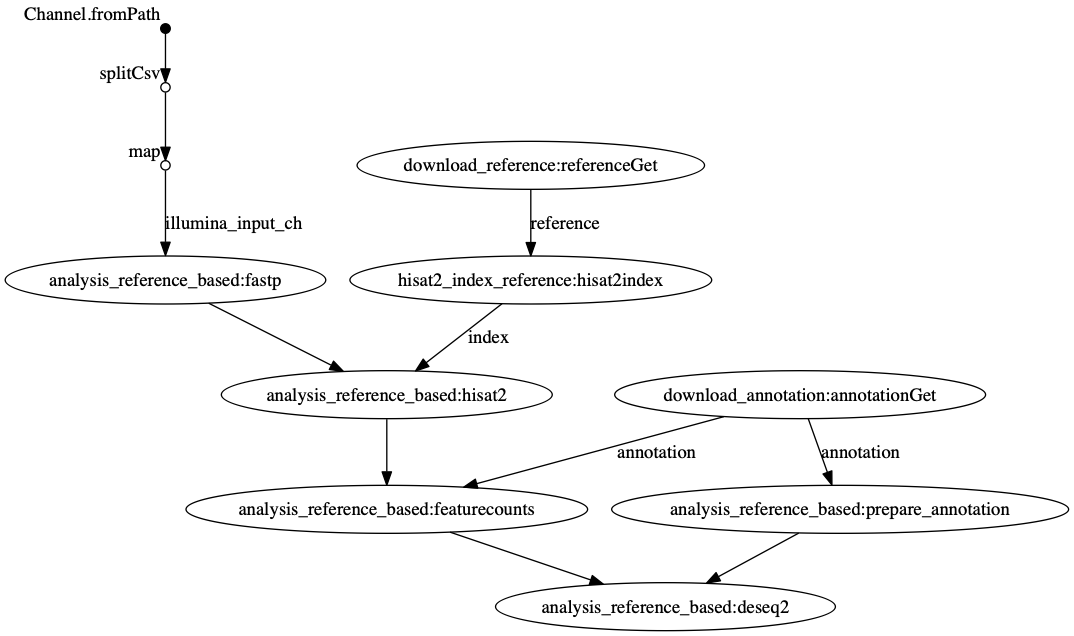 Channel.fromPath
splitCsv
map
download_reference:referenceGet
illumina_input_ch
reference
analysis_reference_based:fastp
hisat2_index_reference:hisat2index
index
analysis_reference_based:hisat2
download_annotation:annotationGet
annotation
annotation
analysis_reference_based:featurecounts
analysis_reference_based:prepare_annotation
analysis_reference_based:deseq2